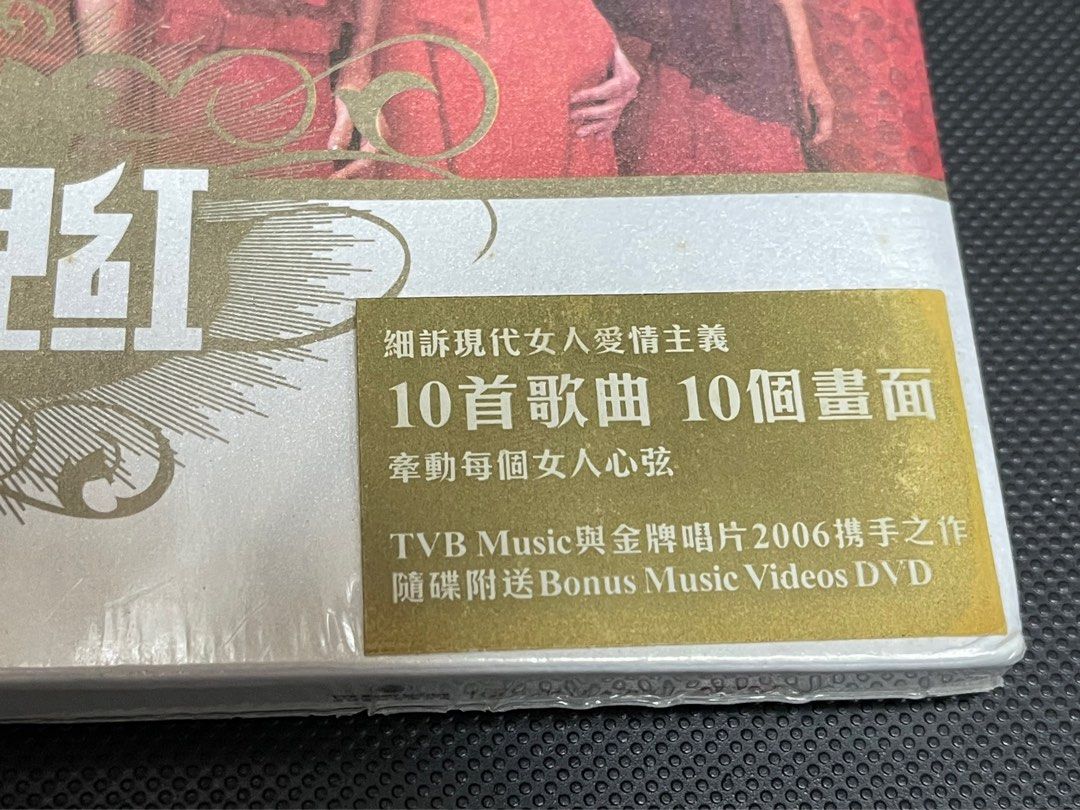 紅
細訴現代女人愛情主義
10首歌曲 10個畫面
牽動每個女人心弦
TVB Music與金牌唱片2006携手之作
隨碟附送Bonus Music Videos DVD